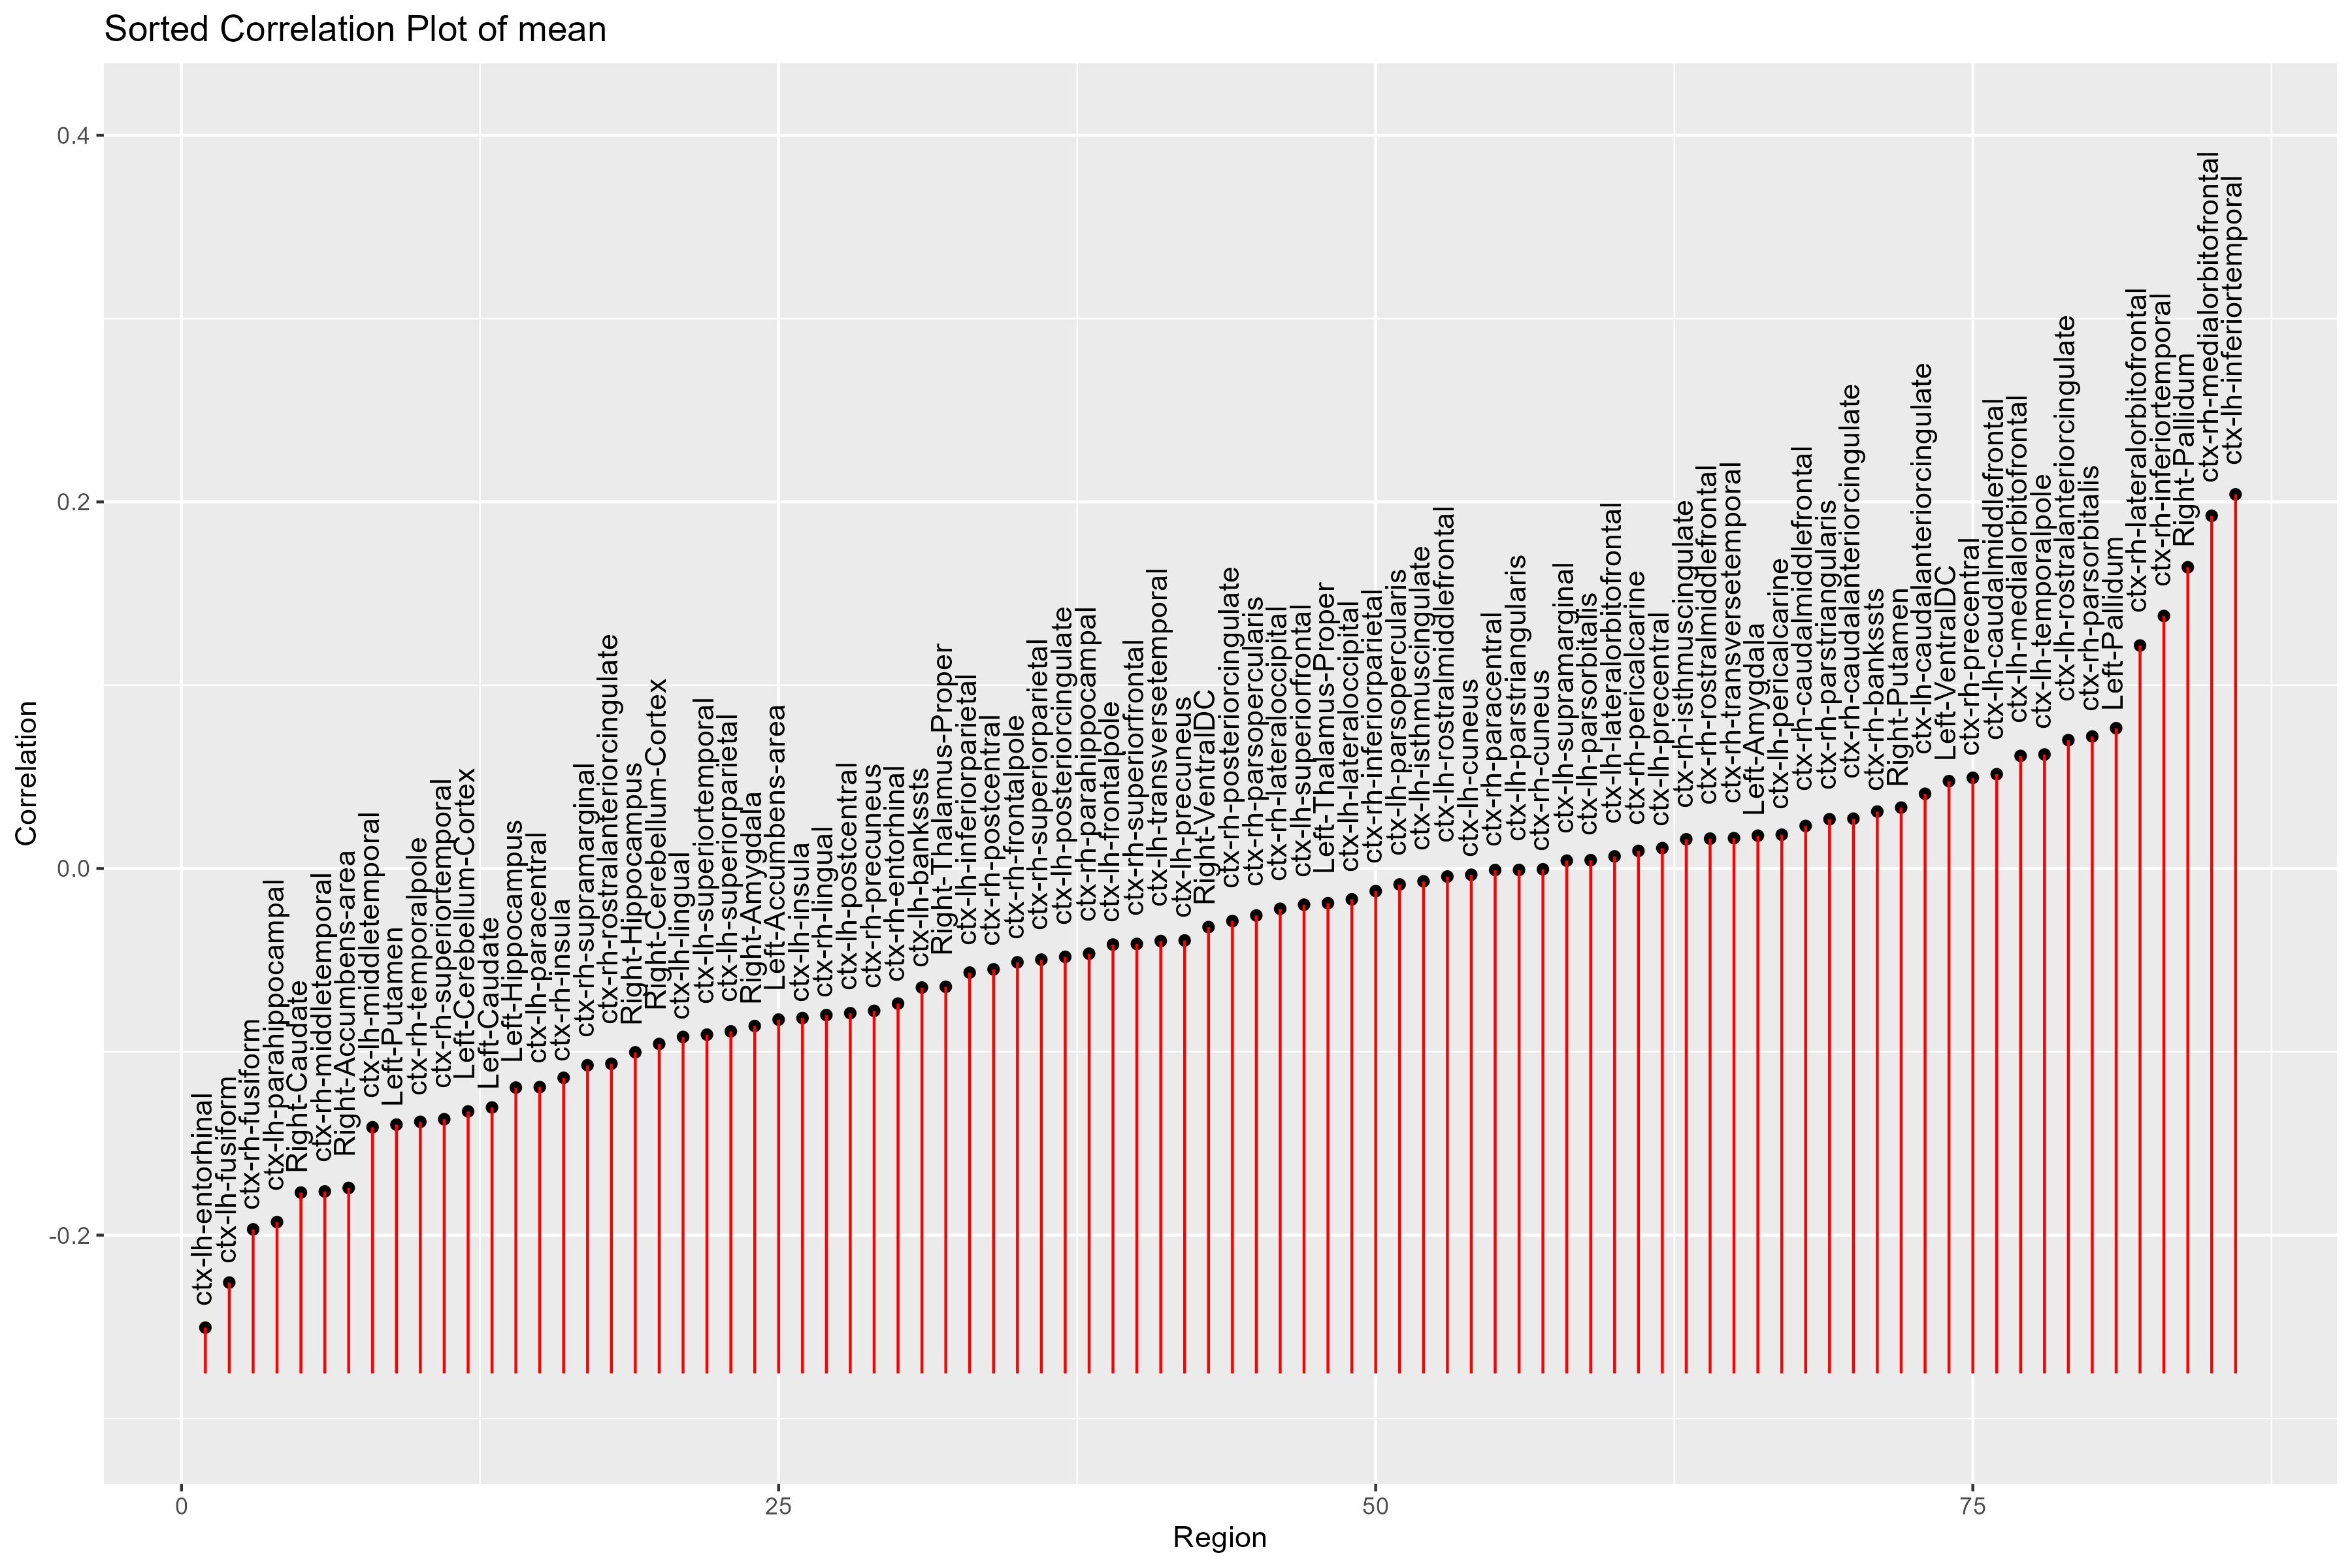 Sorted Correlation Plot of mean
Correlation
0.4
0.2
0.0
-0.2
ctx-lh-entorhinal
ctx-lh-fusiform
ctx-rh-fusiform
ctx-lh-parahippocampal
Right-Caudate
ctx-rh-middletemporal
Right-Accumbens-area
ctx-lh-middletemporal
Left-Putamen
ctx-rh-temporalpole
ctx-rh-superiortemporal
Left-Cerebellum-Cortex
Left-Caudate
Left-Hippocampus
ctx-lh-paracentral
ctx-rh-insula
ctx-rh-supramarginal
ctx-rh-rostralanteriorcingulate
Right-Hippocampus
Right-Cerebellum-Cortex
ctx-lh-lingual
ctx-lh-superiortemporal
ctx-lh-superiorparietal
Right-Amygdala
Left-Accumbens-area
ctx-lh-insula
ctx-rh-lingual
ctx-lh-postcentral
ctx-rh-precuneus
ctx-rh-entorhinal
ctx-lh-bankssts
Right-Thalamus-Proper
ctx-lh-inferiorparietal
ctx-rh-postcentral
ctx-rh-frontalpole
ctx-rh-superiorparietal
ctx-lh-posteriorcingulate
ctx-rh-parahippocampal
ctx-lh-frontalpole
ctx-rh-superiorfrontal
ctx-lh-transversetemporal
ctx-lh-precuneus
Right-VentralDC
ctx-rh-posteriorcingulate
ctx-rh-parsopercularis
ctx-rh-lateraloccipital
ctx-lh-superiorfrontal
Left-Thalamus-Proper
ctx-lh-lateraloccipital
ctx-rh-inferiorparietal
ctx-lh-parsopercularis
ctx-lh-isthmuscingulate
ctx-lh-rostralmiddlefrontal
ctx-lh-cuneus
ctx-rh-paracentral
ctx-lh-parstriangularis
ctx-rh-cuneus
ctx-lh-supramarginal
ctx-lh-parsorbitalis
ctx-lh-lateralorbitofrontal
ctx-rh-pericalcarine
ctx-lh-precentral
ctx-rh-isthmuscingulate
ctx-rh-rostralmiddlefrontal
ctx-rh-transversetemporal
Left-Amygdala
ctx-lh-pericalcarine
ctx-rh-caudalmiddlefrontal
ctx-rh-parstriangularis
ctx-rh-caudalanteriorcingulate
ctx-rh-bankssts
Right-Putamen
ctx-lh-caudalanteriorcingulate
Left-VentralDC
ctx-rh-precentral
ctx-lh-caudalmiddlefrontal
ctx-lh-medialorbitofrontal
ctx-lh-temporalpole
ctx-lh-rostralanteriorcingulate
ctx-rh-parsorbitalis
Left-Pallidum
ctx-rh-lateralorbitofrontal
ctx-rh-inferiortemporal
Right-Pallidum
ctx-rh-medialorbitofrontal
ctx-lh-inferiortemporal
0
25
50
75
Region